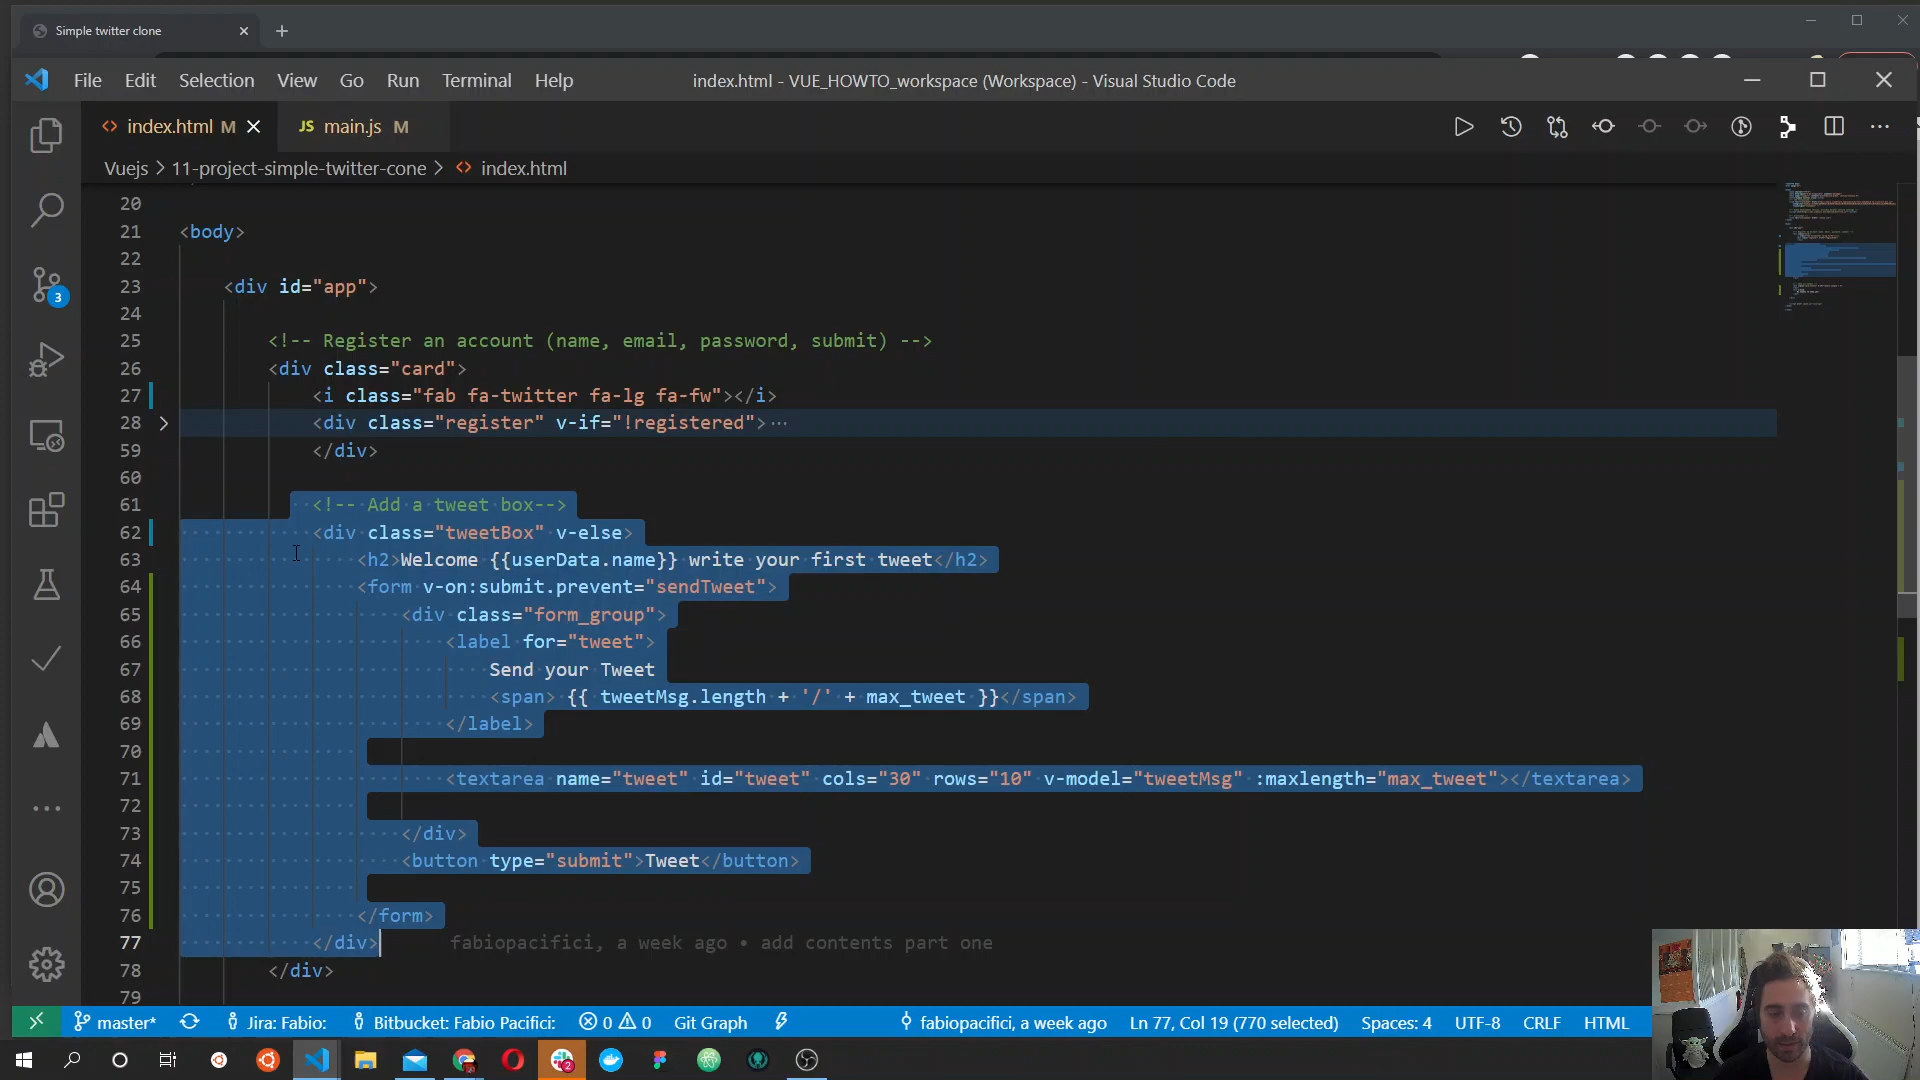 Simple twitter clone
File Edit Selection View Go Run Terminal Help
index.html - VUE_HOWTO_workspace (Workspace) - Visual Studio Code
index.html M
JS main.js M
Vuejs > 11-project-simple-twitter-cone > index.html
20
21 <body>
22
23 <div id="app">
24
25 <!-- Register an account (name, email, password, submit) -->
26 <div class="card">
27 <i class="fab fa-twitter fa-lg fa-fw"></i>
28 <div class="register" v-if="!registered">···
59 </div>
60
61 <!-- Add a tweet box-->
62 <div class="tweetBox" v-else>
63 <h2>Welcome {{userData.name}} write your first tweet</h2>
64 <form v-on:submit.prevent="sendTweet">
65 <div class="form_group">
66 <label for="tweet">
67 Send your Tweet
68 <span> {{ tweetMsg.length + '/' + max_tweet }}</span>
69 </label>
70
71 <textarea name="tweet" id="tweet" cols="30" rows="10" v-model="tweetMsg" :maxlength="max_tweet"></textarea>
72
73 </div>
74 <button type="submit">Tweet</button>
75
76 </form>
77 </div> fabiopacifici, a week ago • add contents part one
78 </div>
79
3
master* Jira: Fabio: Bitbucket: Fabio Pacifici: 0 0 Git Graph fabiopacifici, a week ago Ln 77, Col 19 (770 selected) Spaces: 4 UTF-8 CRLF HTML
2